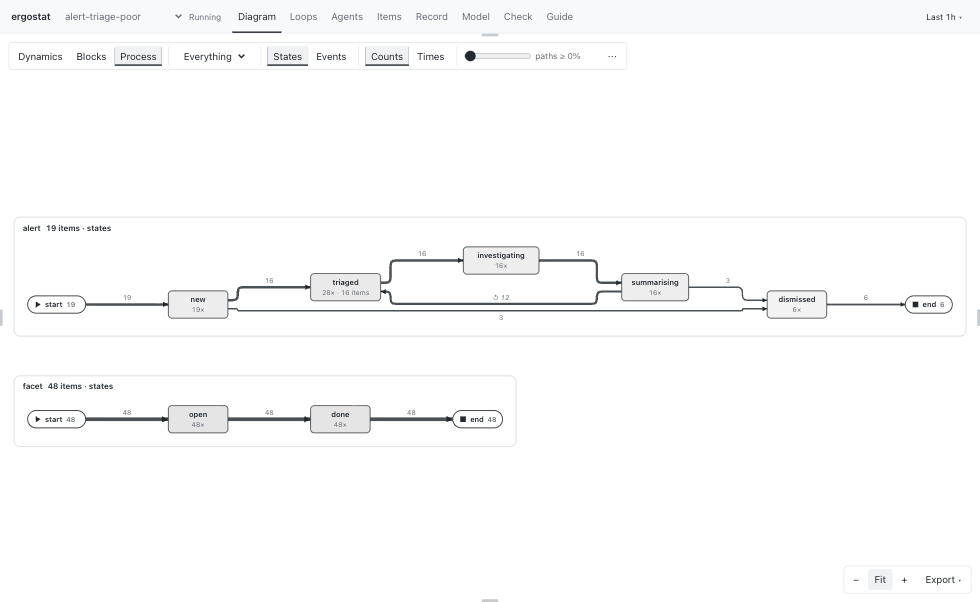 ergostat alert-triage-poor Running Diagram Loops Agents Items Record Model Check Guide Last 1h
Dynamics Blocks Process Everything States Events Counts Times paths ≥ 0% ...
alert 19 items · states
investigating
16×
16
16
triaged
28× · 16 items
summarising
16×
16
3
↺ 12
start 19
19
new
19×
3
dismissed
6×
6
end 6
facet 48 items · states
start 48
48
open
48×
48
done
48×
48
end 48
− Fit + Export